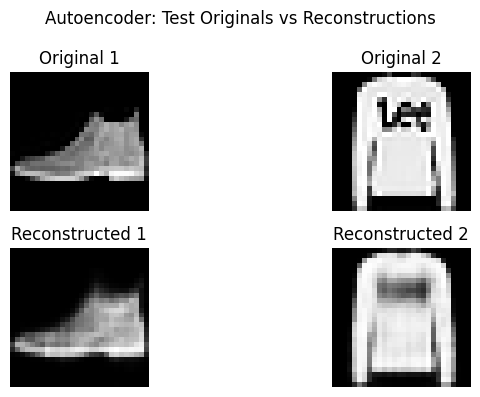 Autoencoder: Test Originals vs Reconstructions
Original 1
Original 2
Lee
Reconstructed 1
Reconstructed 2